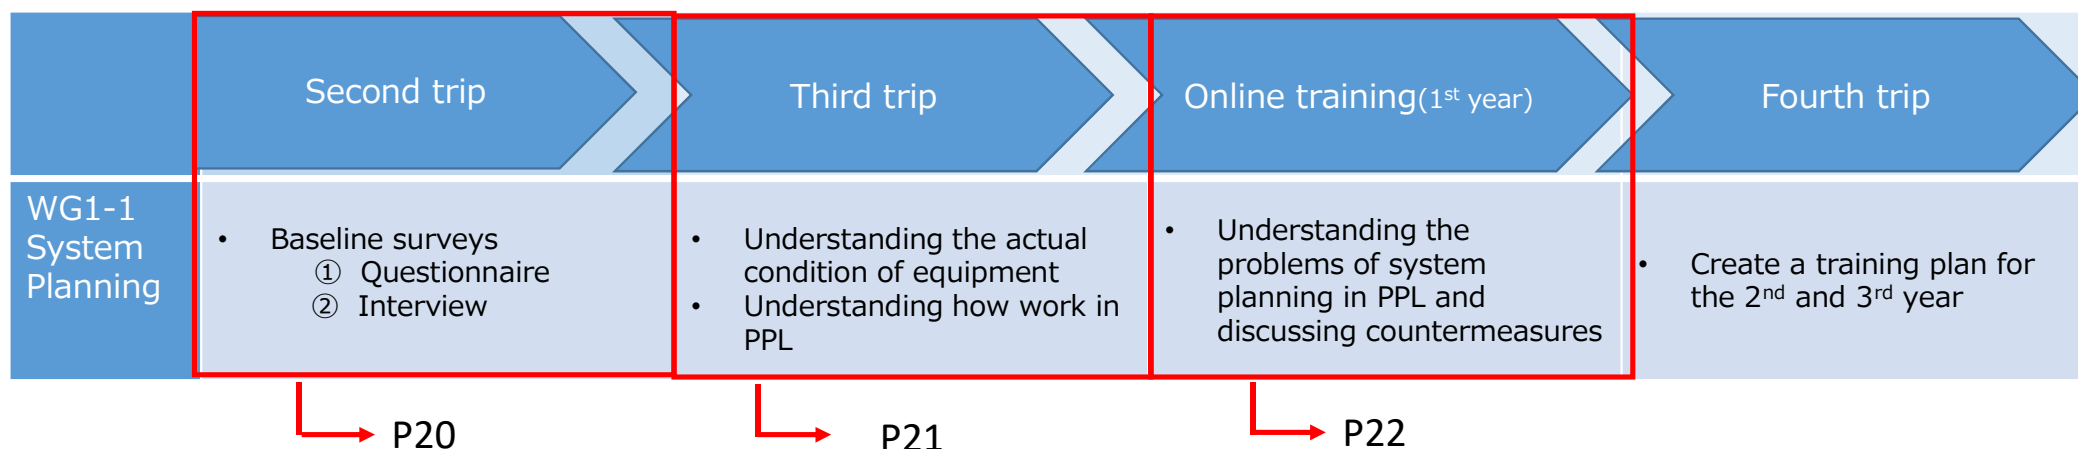 Second trip
Third trip
Online training(1st year)
Fourth trip
WG1-1
System
Planning
• Baseline surveys
① Questionnaire
② Interview
• Understanding the actual
condition of equipment
• Understanding how work in
PPL
• Understanding the
problems of system
planning in PPL and
discussing countermeasures
• Create a training plan for
the 2nd and 3rd year
P20
P21
P22